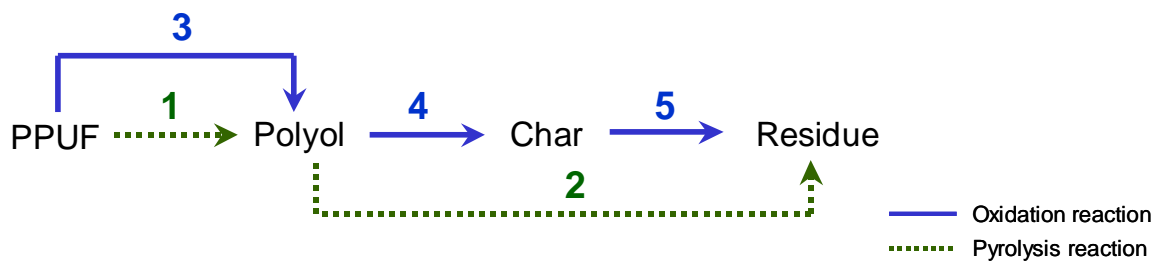 3
1
4
5
PPUF
Polyol
Char
Residue
2
Oxidation reaction
Pyrolysis reaction